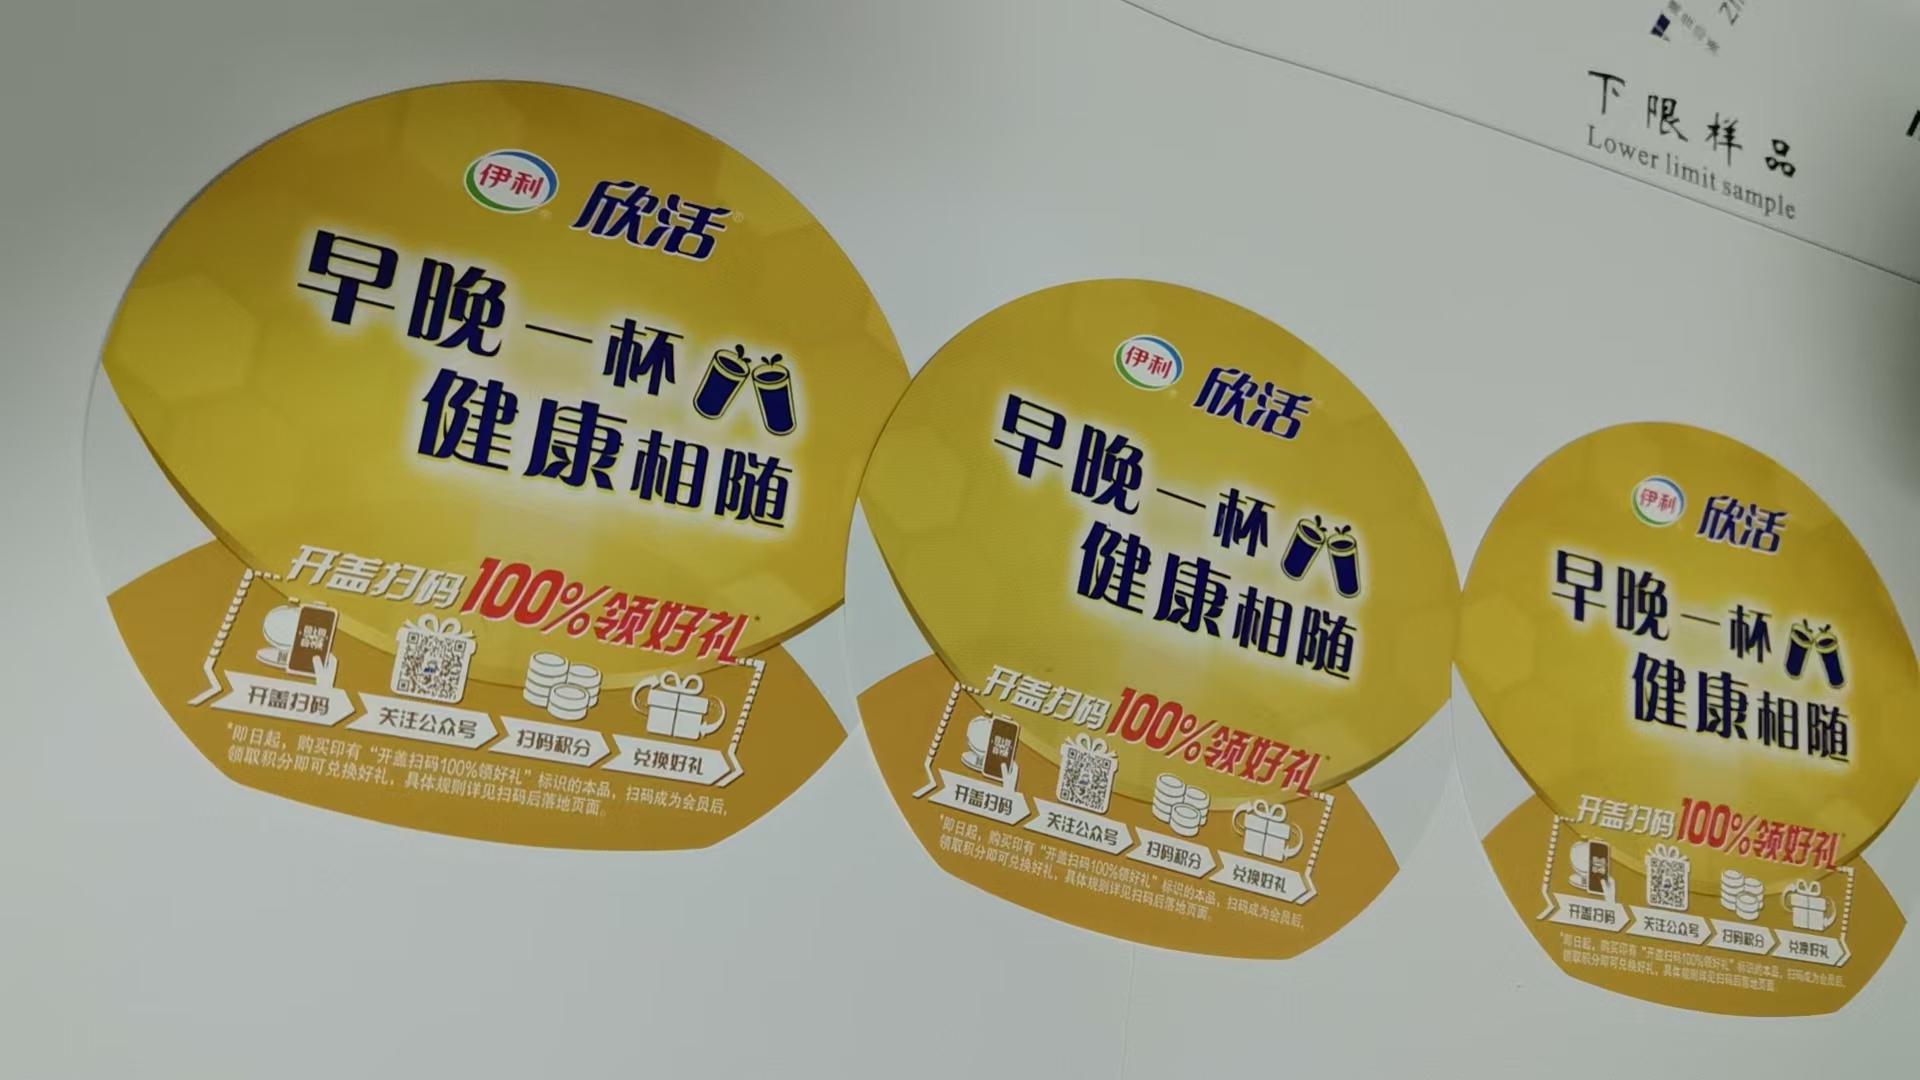 下限样品
Lower limit sample
伊利 欣活®
早晚一杯
健康相随
开盖扫码100%领好礼*
开盖扫码 关注公众号 扫码积分 兑换好礼
*即日起，购买印有“开盖扫码100%领好礼”标识的本品，扫码成为会员后，
领取积分即可兑换好礼，具体规则详见扫码后落地页面。
伊利 欣活
早晚一杯
健康相随
开盖扫码100%领好礼*
开盖扫码 关注公众号 扫码积分 兑换好礼
*即日起，购买印有“开盖扫码100%领好礼”标识的本品，扫码成为会员后，
领取积分即可兑换好礼，具体规则详见扫码后落地页面。
伊利 欣活
早晚一杯
健康相随
开盖扫码100%领好礼*
开盖扫码 关注公众号 扫码积分 兑换好礼
*即日起，购买印有“开盖扫码100%领好礼”标识的本品，扫码成为会员后，
领取积分即可兑换好礼，具体规则详见扫码后落地页面